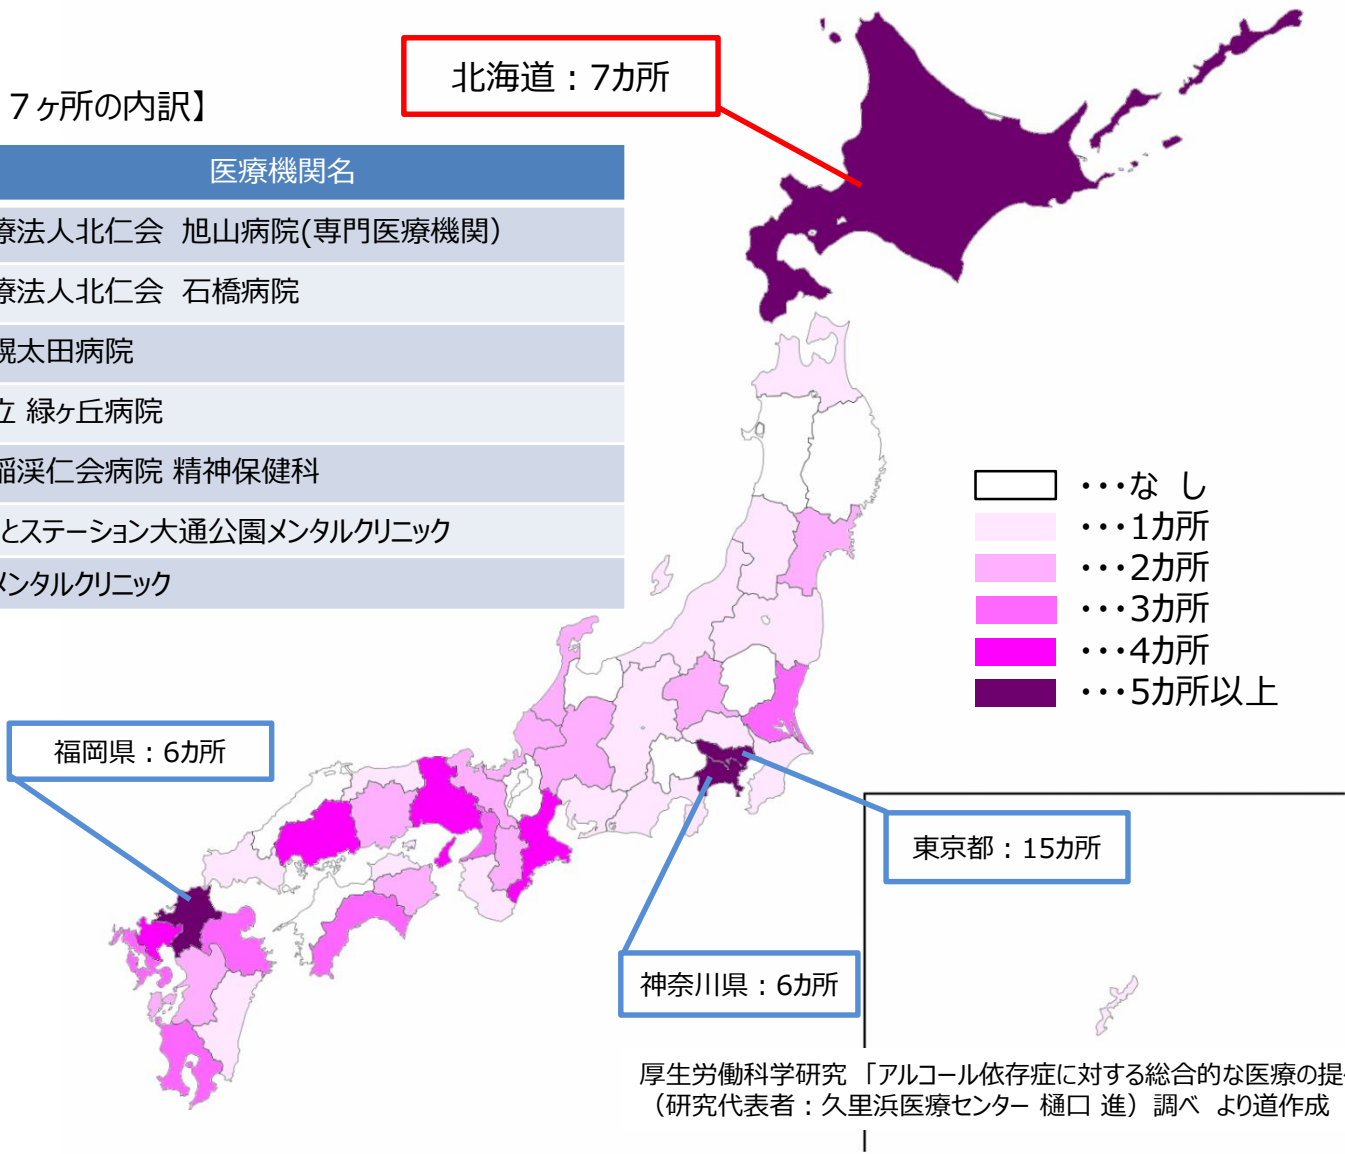 北海道：7カ所
７ヶ所の内訳】
医療機関名
療法人北仁会 旭山病院(専門医療機関）
療法人北仁会 石橋病院
幌太田病院
立 緑ヶ丘病院
稲渓仁会病院 精神保健科
とステーション大通公園メンタルクリニック
メンタルクリニック
・・・な し
・・・1カ所
・・・2カ所
・・・3カ所
・・・4カ所
・・・5カ所以上
福岡県：6カ所
東京都：15カ所
神奈川県：6カ所
厚生労働科学研究 「アルコール依存症に対する総合的な医療の提
（研究代表者：久里浜医療センター 樋口 進）調べ より道作成